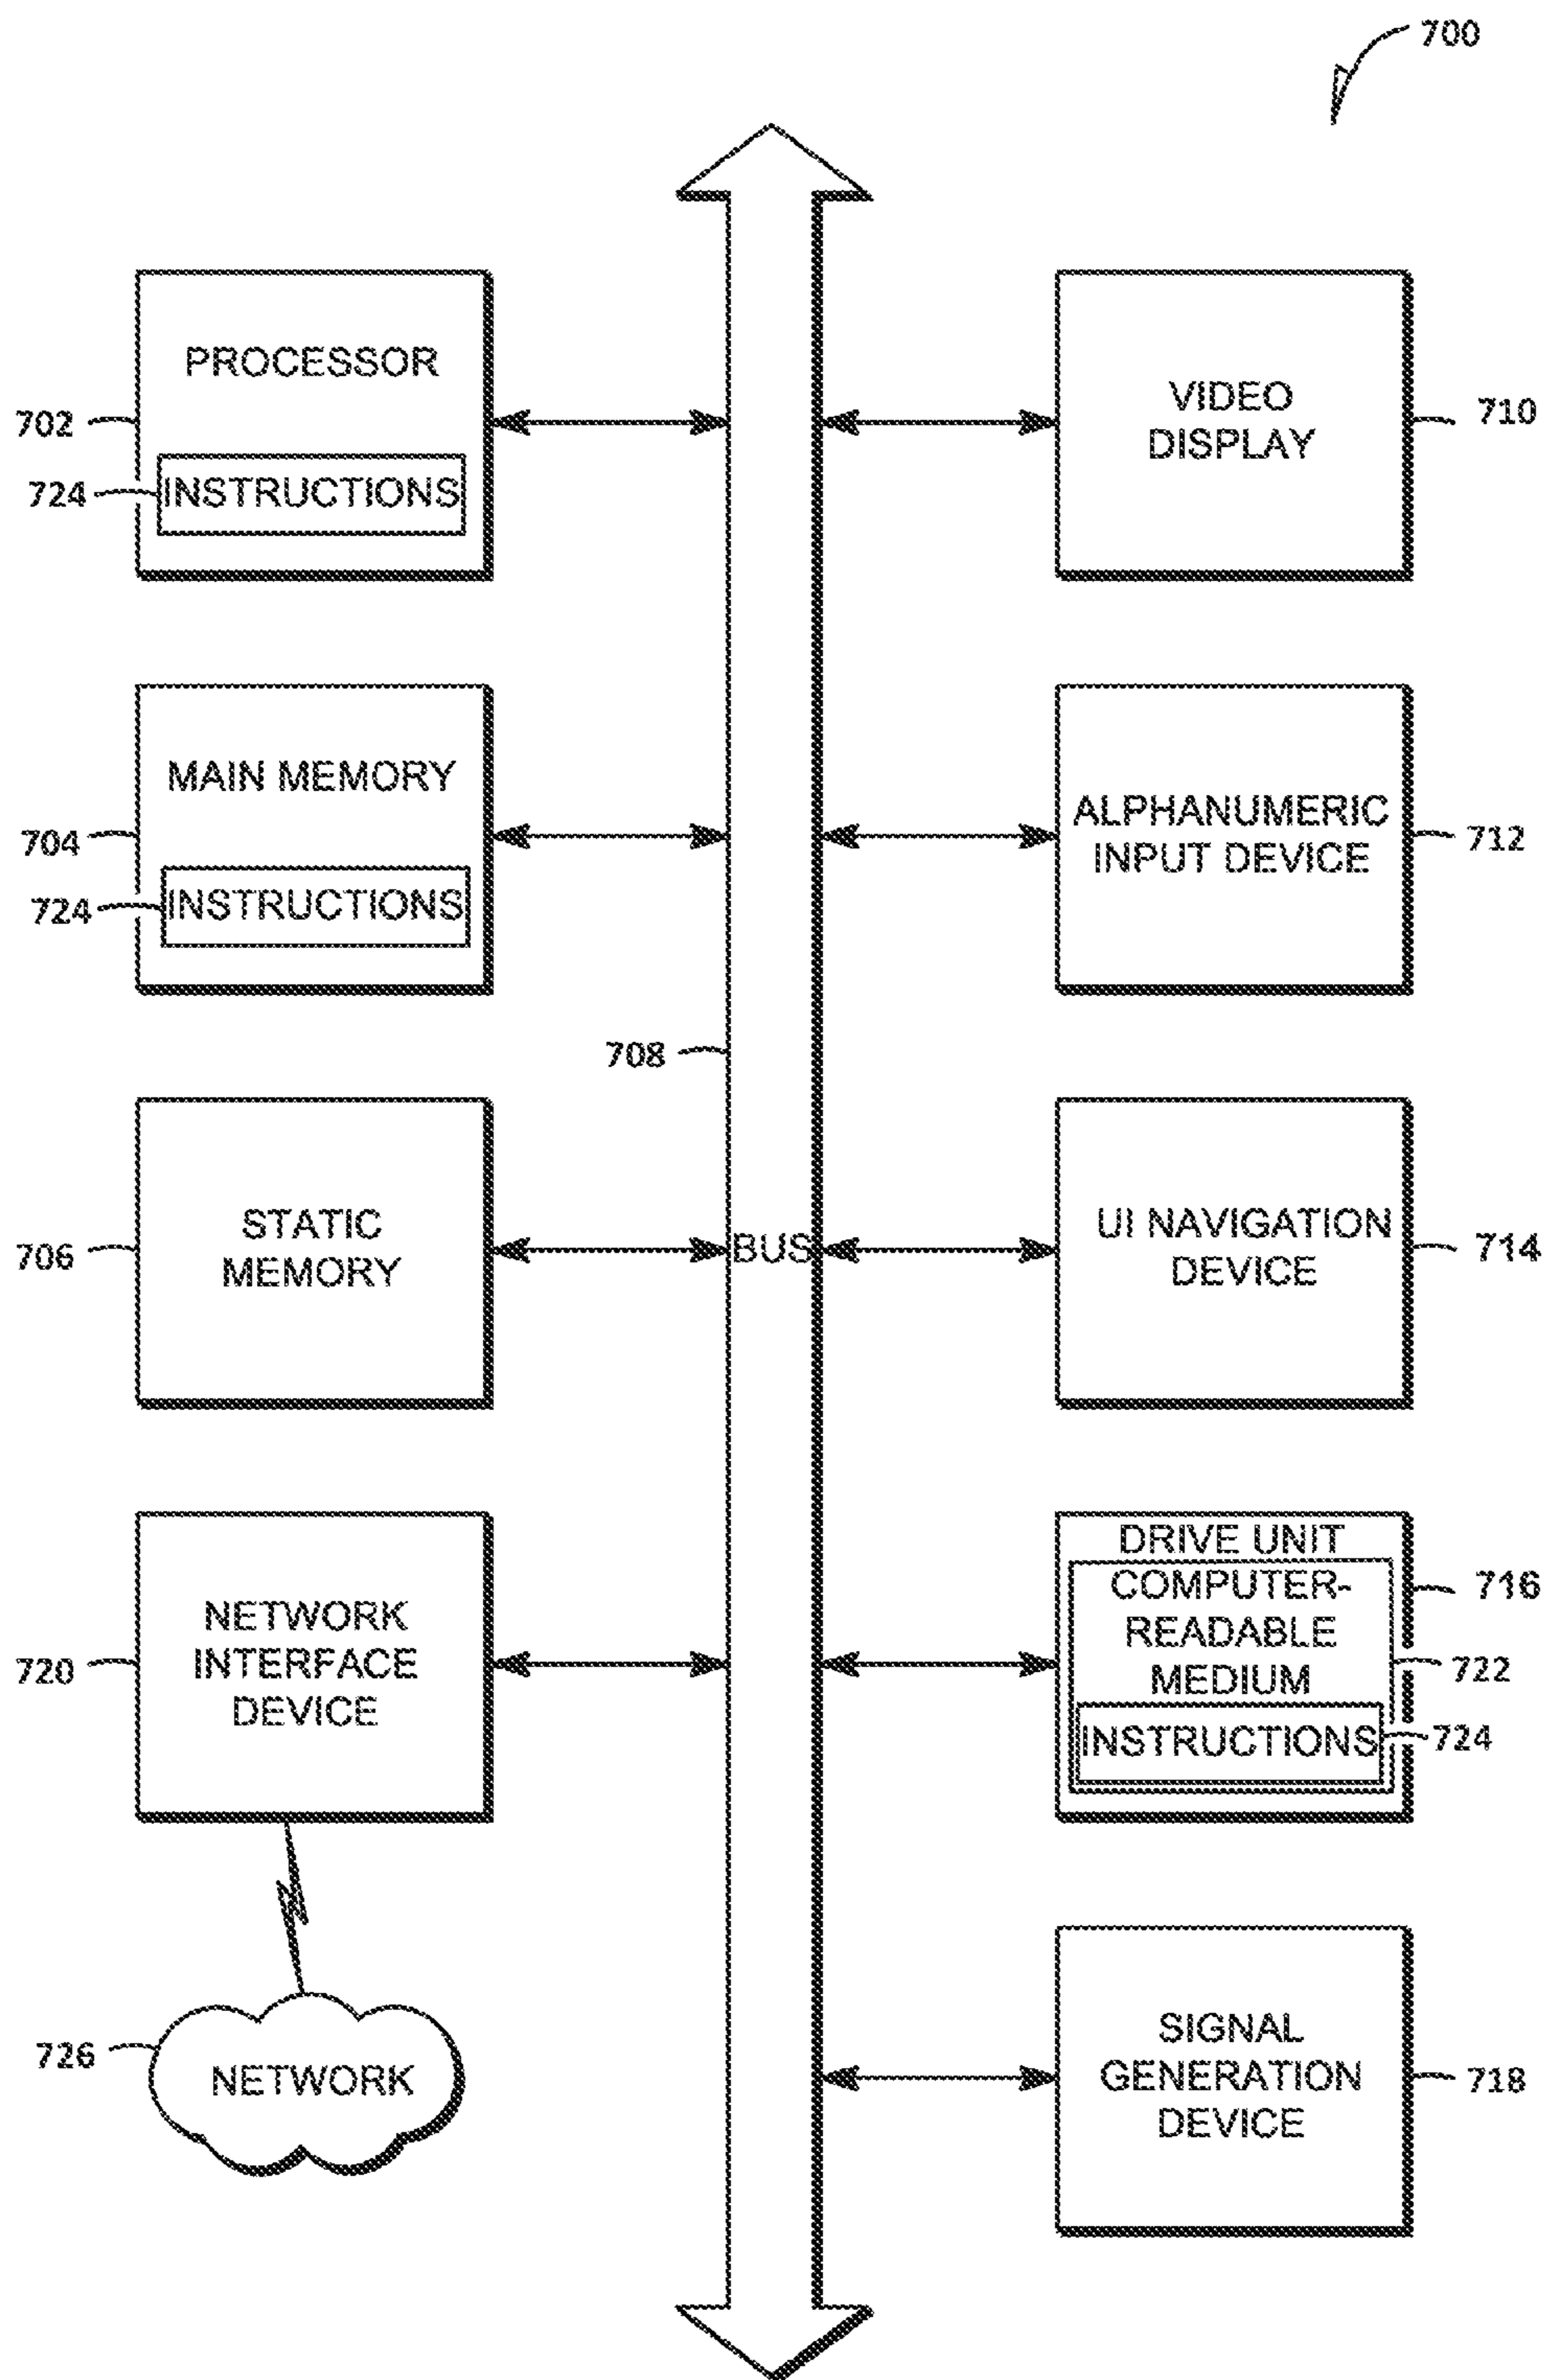 700
PROCESSOR
702
724
INSTRUCTIONS
VIDEO
DISPLAY
710
MAIN MEMORY
704
724
INSTRUCTIONS
ALPHANUMERIC
INPUT DEVICE
712
708
STATIC
MEMORY
706
BUS
UI NAVIGATION
DEVICE
714
NETWORK
INTERFACE
DEVICE
720
DRIVE UNIT
COMPUTER-
READABLE
MEDIUM
INSTRUCTIONS
716
722
724
726
NETWORK
SIGNAL
GENERATION
DEVICE
718